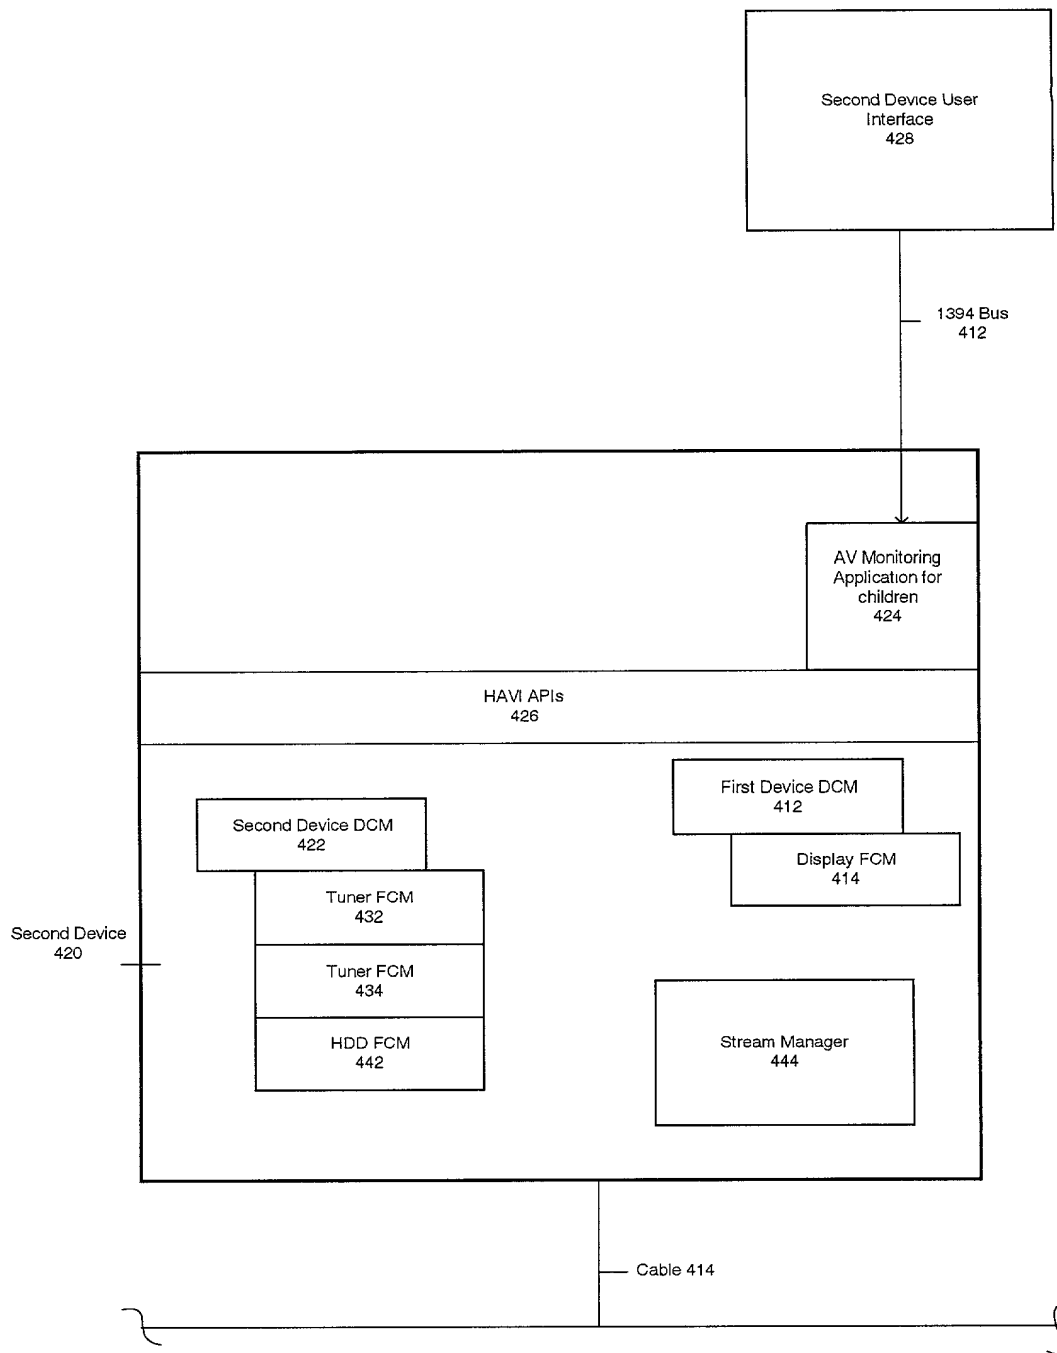 Second Device User
Interface
428
1394 Bus
412
AV Monitoring
Application for
children
424
HAVI APIs
426
First Device DCM
412
Display FCM
414
Second Device DCM
422
Tuner FCM
432
Tuner FCM
434
HDD FCM
442
Second Device
420
Stream Manager
444
Cable 414